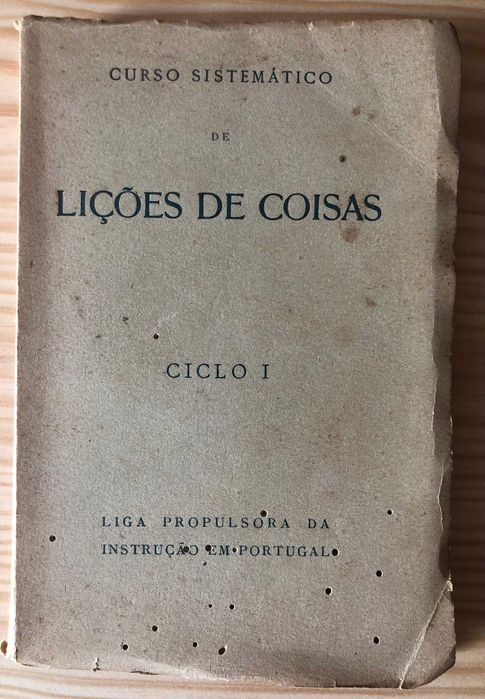 CURSO SISTEMÁTICO
DE
LIÇÕES DE COISAS
CICLO I
LIGA PROPULSORA DA
INSTRUÇÃO EM PORTUGAL